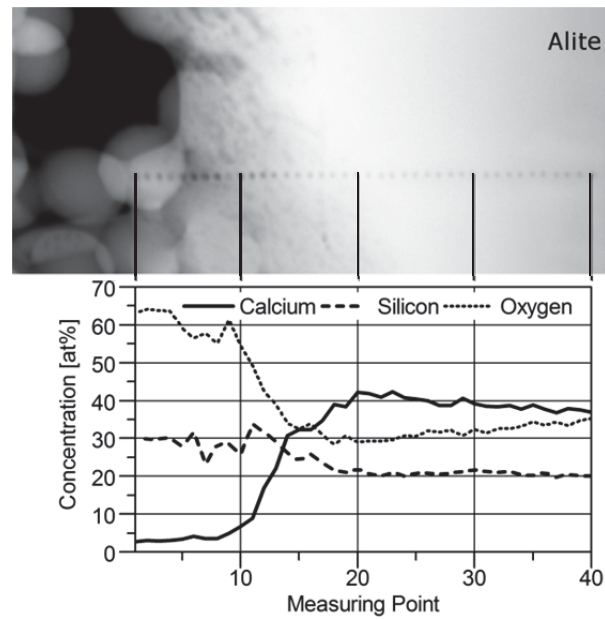 Alite
70
60
50
40
30
20
10
0
Concentration [at%]
Calcium Silicon Oxygen
10 20 30 40
Measuring Point